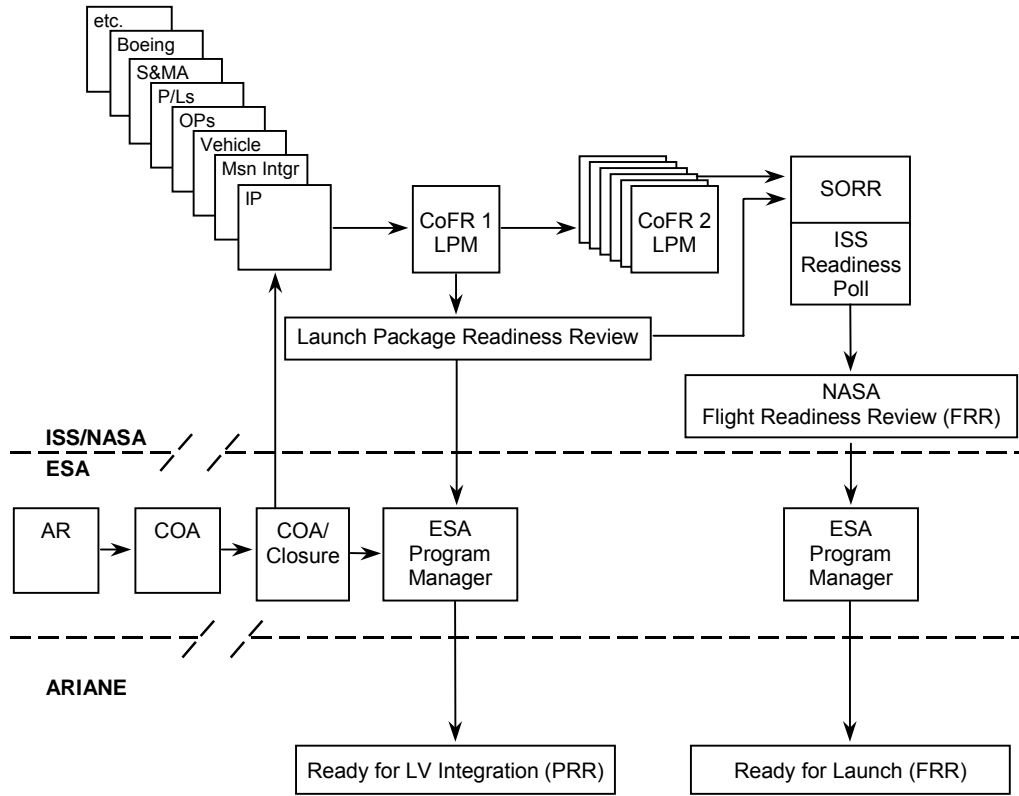 etc.
Boeing
S&MA
P/Ls
OPs
Vehicle
Msn Intgr
IP
CoFR 1
LPM
CoFR 2
LPM
SORR
ISS
Readiness
Poll
Launch Package Readiness Review
NASA
Flight Readiness Review (FRR)
ISS/NASA
ESA
AR
COA
COA/
Closure
ESA
Program
Manager
ESA
Program
Manager
ARIANE
Ready for LV Integration (PRR)
Ready for Launch (FRR)